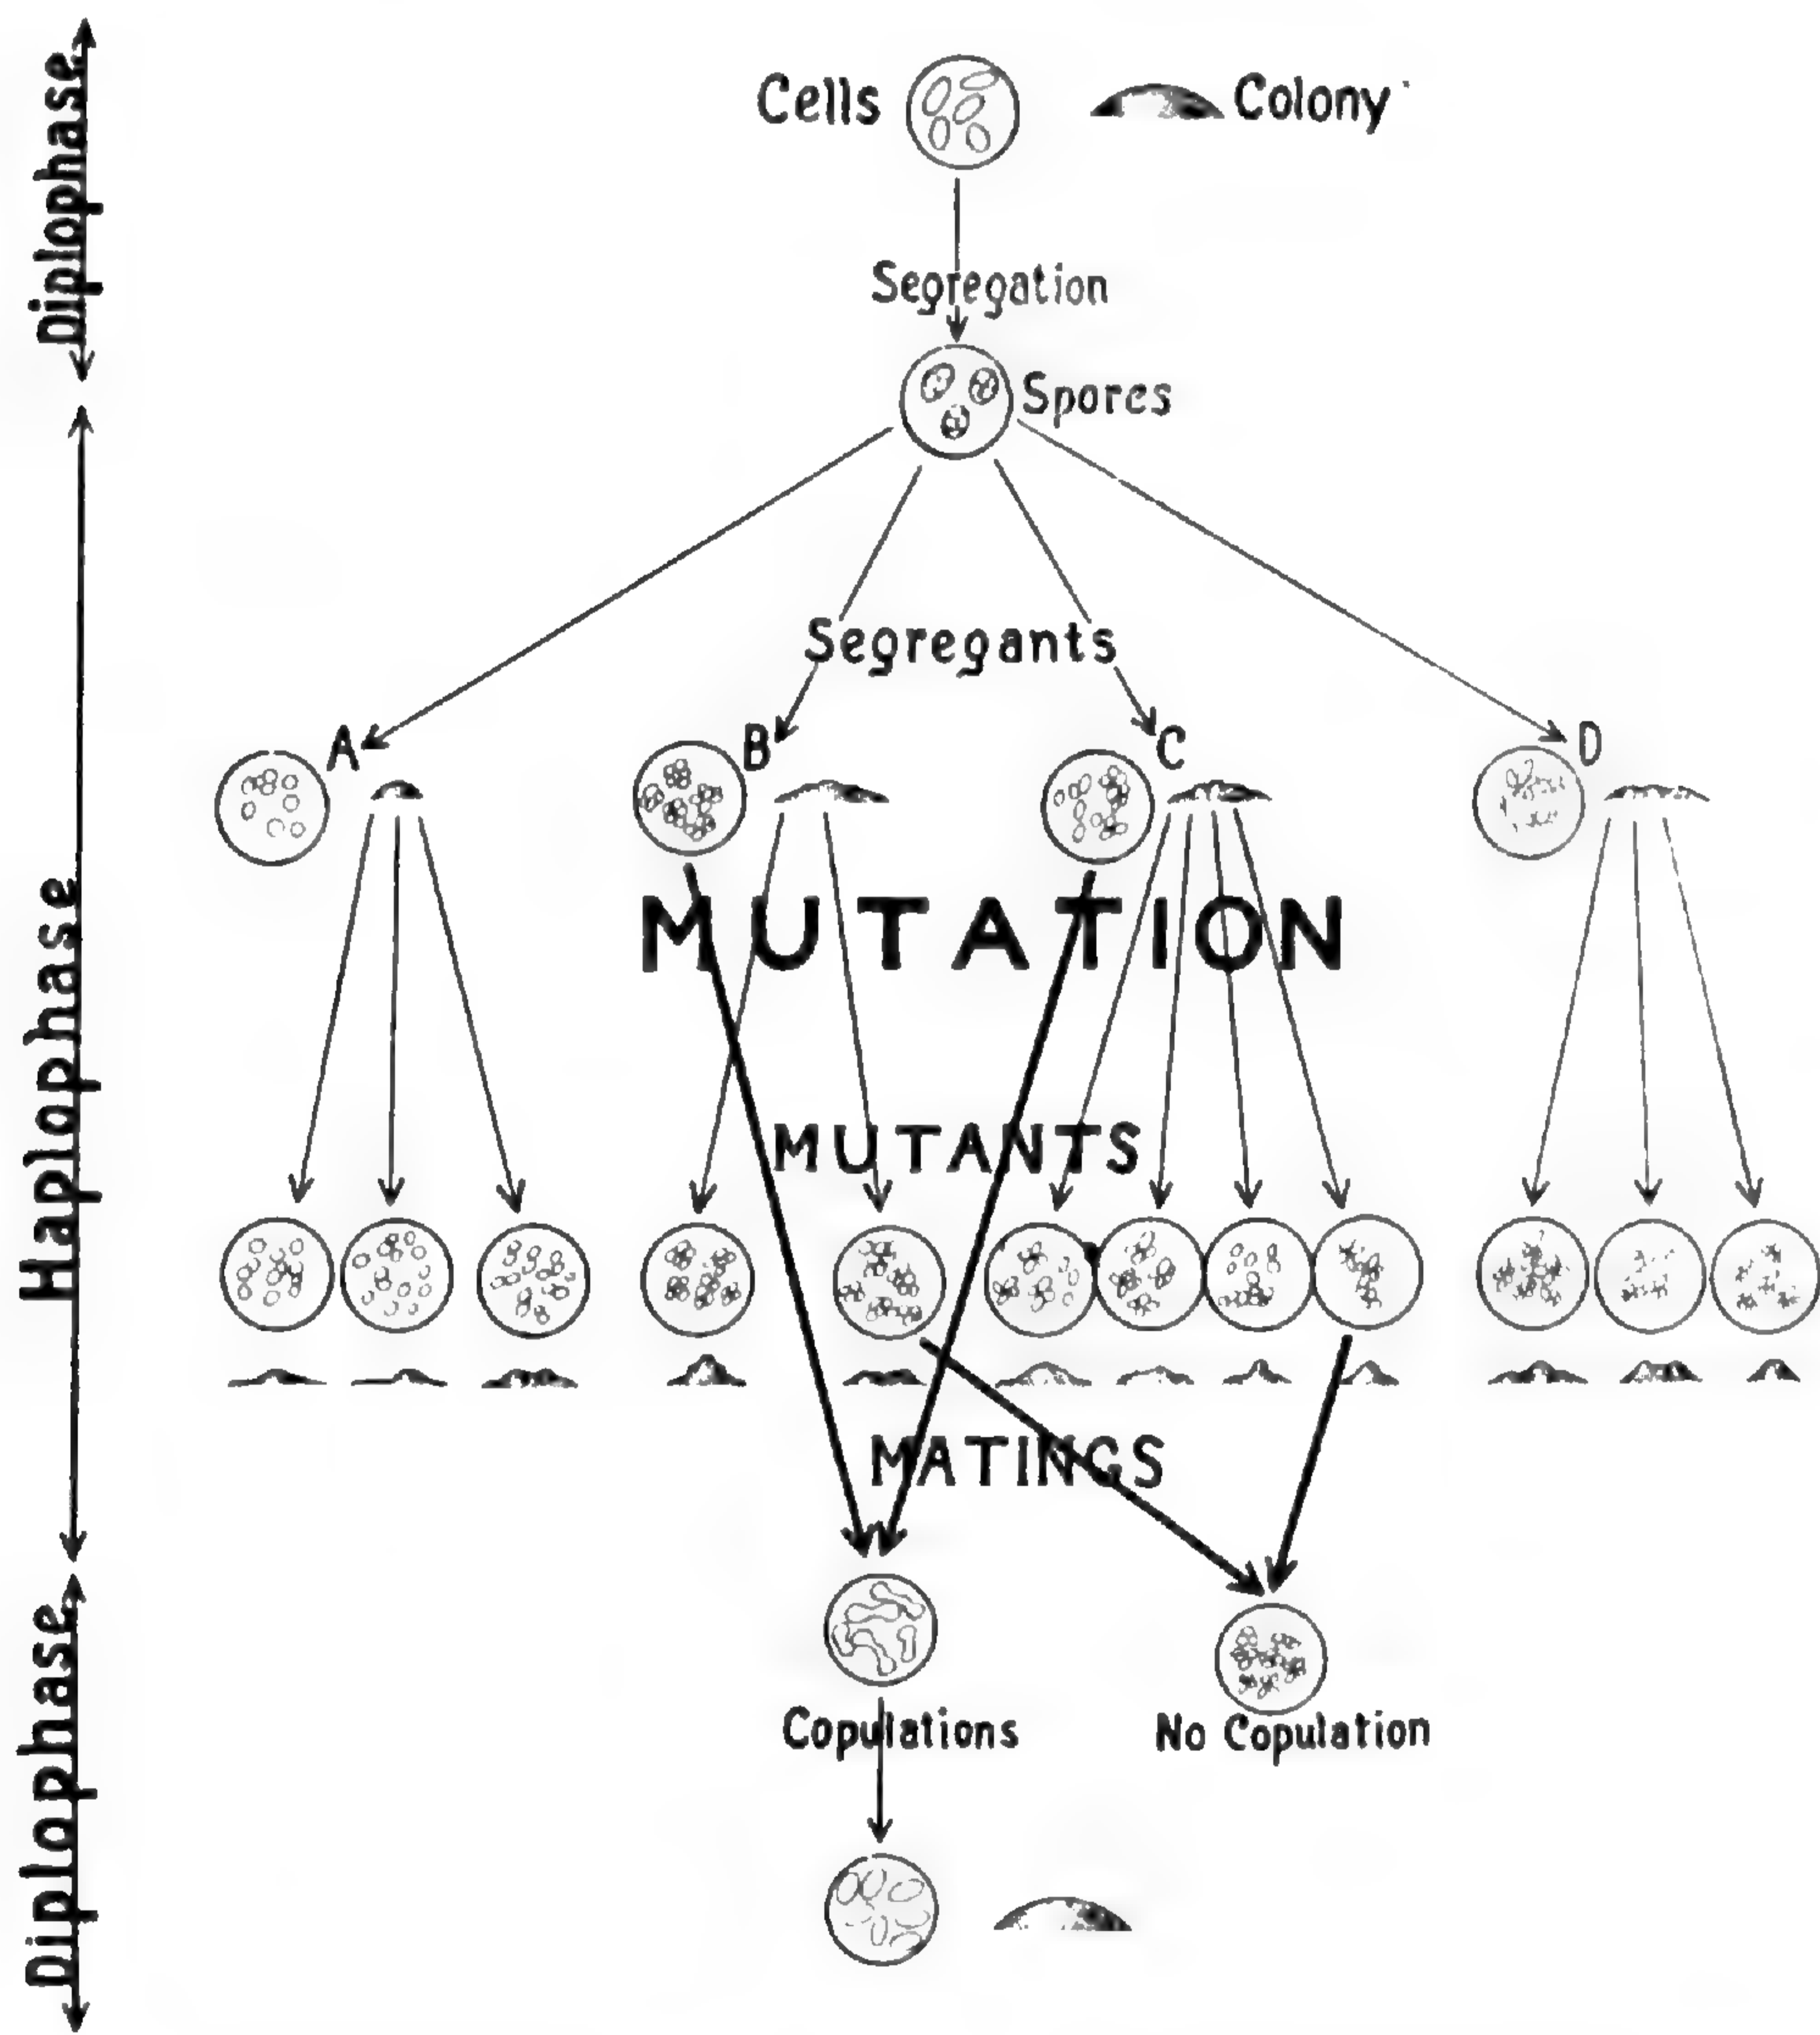 Diplophase
Cells
Colony
Segregation
Spores
Segregants
A
B
C
D
Haplophase
MUTATION
MUTANTS
MATINGS
Diplophase
Copulations
No Copulation